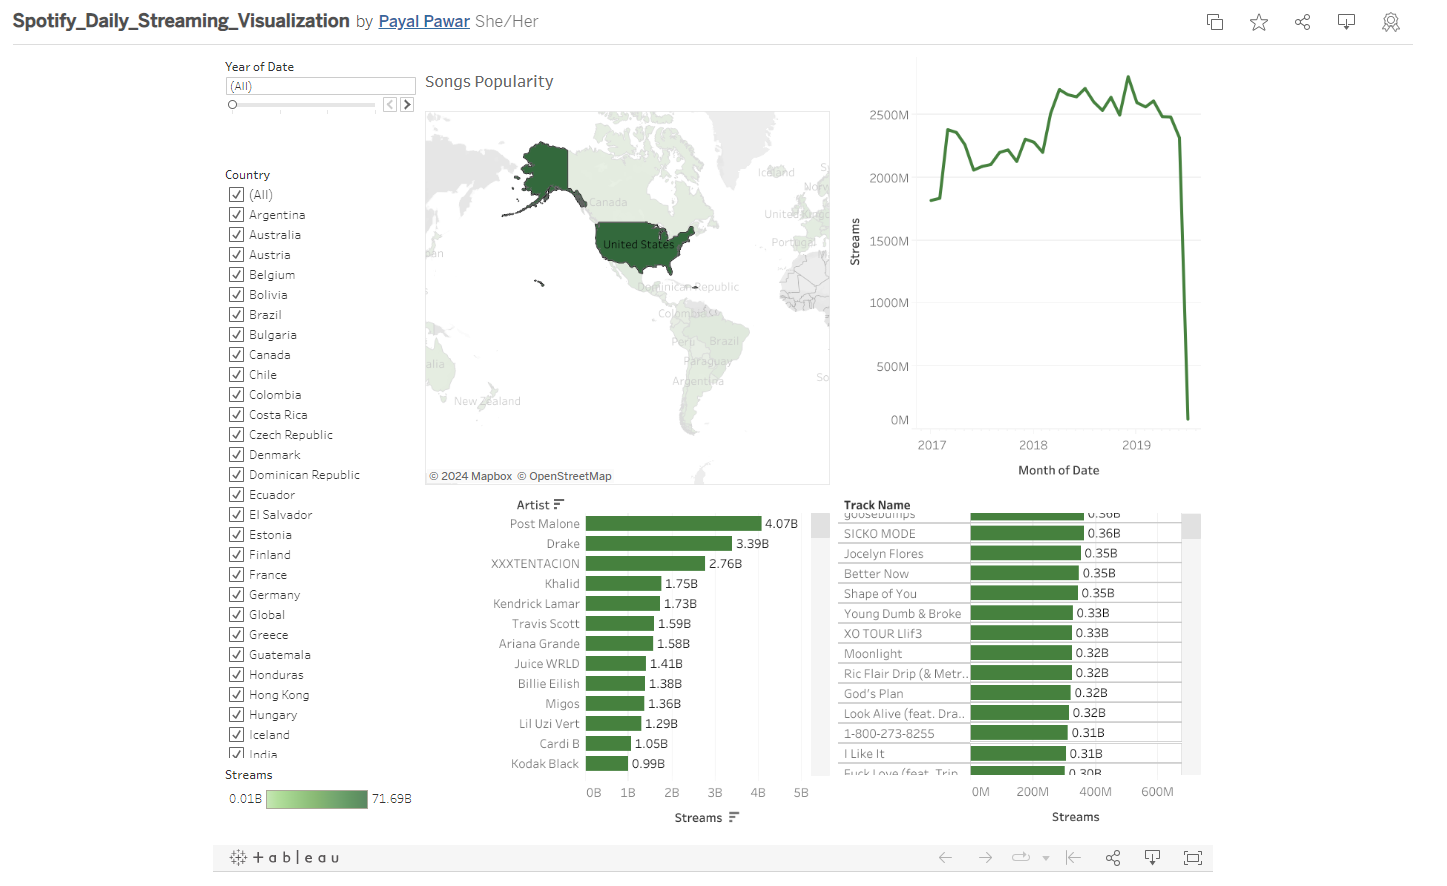 Spotify_Daily_Streaming_Visualization by Payal Pawar She/Her
Year of Date
(All)
Country
(All)
Argentina
Australia
Austria
Belgium
Bolivia
Brazil
Bulgaria
Canada
Chile
Colombia
Costa Rica
Czech Republic
Denmark
Dominican Republic
Ecuador
El Salvador
Estonia
Finland
France
Germany
Global
Greece
Guatemala
Honduras
Hong Kong
Hungary
Iceland
India
Streams
0.01B 71.69B
Songs Popularity
Iceland
Canada
United States
Portugal
Dominican Republic
Colombia
Peru
Brazil
Paraguay
Argentina
New Zealand
© 2024 Mapbox © OpenStreetMap
Streams
2500M
2000M
1500M
1000M
500M
0M
2017 2018 2019
Month of Date
Artist
Post Malone 4.07B
Drake 3.39B
XXXTENTACION 2.76B
Khalid 1.75B
Kendrick Lamar 1.73B
Travis Scott 1.59B
Ariana Grande 1.58B
Juice WRLD 1.41B
Billie Eilish 1.38B
Migos 1.36B
Lil Uzi Vert 1.29B
Cardi B 1.05B
Kodak Black 0.99B
0B 1B 2B 3B 4B 5B
Streams
Track Name
goosebumps 0.36B
SICKO MODE 0.36B
Jocelyn Flores 0.35B
Better Now 0.35B
Shape of You 0.35B
Young Dumb & Broke 0.33B
XO TOUR Llif3 0.33B
Moonlight 0.32B
Ric Flair Drip (& Metr.. 0.32B
God's Plan 0.32B
Look Alive (feat. Dra.. 0.32B
1-800-273-8255 0.31B
I Like It 0.31B
Fuck Love (feat. Trip 0.30B
0M 200M 400M 600M
Streams
+ a b l e a u